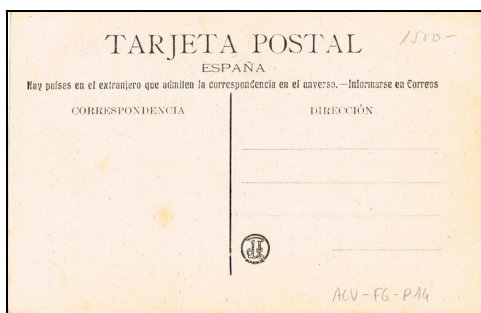 TARJETA POSTAL
1500-
ESPAÑA
Hay países en el extranjero que admiten la correspondencia en el anverso.—Informarse en Correos
CORRESPONDENCIA
DIRECCIÓN
ACV-FG-P14